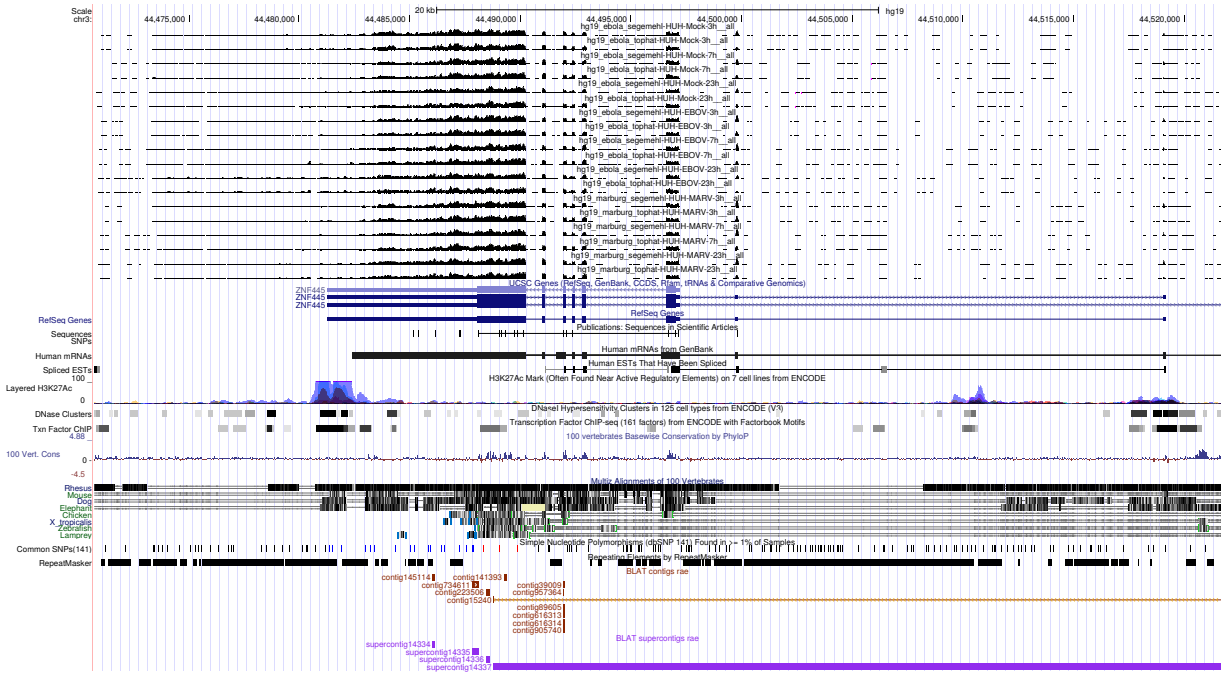 Scale 20 kb hg19
chr3: 44,475,000 44,480,000 44,485,000 44,490,000 44,495,000 44,500,000 44,505,000 44,510,000 44,515,000 44,520,000
hg19_ebola_segemehl-HUH-Mock-3h__all
hg19_ebola_tophat-HUH-Mock-3h__all
hg19_ebola_segemehl-HUH-Mock-7h__all
hg19_ebola_tophat-HUH-Mock-7h__all
hg19_ebola_segemehl-HUH-Mock-23h__all
hg19_ebola_tophat-HUH-Mock-23h__all
hg19_ebola_segemehl-HUH-EBOV-3h__all
hg19_ebola_tophat-HUH-EBOV-3h__all
hg19_ebola_segemehl-HUH-EBOV-7h__all
hg19_ebola_tophat-HUH-EBOV-7h__all
hg19_ebola_segemehl-HUH-EBOV-23h__all
hg19_ebola_tophat-HUH-EBOV-23h__all
hg19_marburg_segemehl-HUH-MARV-3h__all
hg19_marburg_tophat-HUH-MARV-3h__all
hg19_marburg_segemehl-HUH-MARV-7h__all
hg19_marburg_tophat-HUH-MARV-7h__all
hg19_marburg_segemehl-HUH-MARV-23h__all
hg19_marburg_tophat-HUH-MARV-23h__all
UCSC Genes (RefSeq, GenBank, CCDS, Rfam, tRNAs & Comparative Genomics)
ZNF445
ZNF445
ZNF445
RefSeq Genes
RefSeq Genes
Publications: Sequences in Scientific Articles
Sequences
SNPs
Human mRNAs from GenBank
Human mRNAs
Human ESTs That Have Been Spliced
Spliced ESTs
H3K27Ac Mark (Often Found Near Active Regulatory Elements) on 7 cell lines from ENCODE
100
Layered H3K27Ac
0
DNaseI Hypersensitivity Clusters in 125 cell types from ENCODE (V3)
DNase Clusters
Transcription Factor ChIP-seq (161 factors) from ENCODE with Factorbook Motifs
Txn Factor ChIP
100 vertebrates Basewise Conservation by PhyloP
4.88
100 Vert. Cons
0
-4.5
Multiz Alignments of 100 Vertebrates
Rhesus
Mouse
Dog
Elephant
Chicken
X_tropicalis
Zebrafish
Lamprey
Simple Nucleotide Polymorphisms (dbSNP 141) Found in >= 1% of Samples
Common SNPs(141)
Repeating Elements by RepeatMasker
RepeatMasker
BLAT contigs rae
contig145114 contig141393
contig734611 contig39009
contig223506 contig957364
contig15240
contig89605
contig616313
contig616314
contig905740
BLAT supercontigs rae
supercontig14334
supercontig14335
supercontig14336
supercontig14337